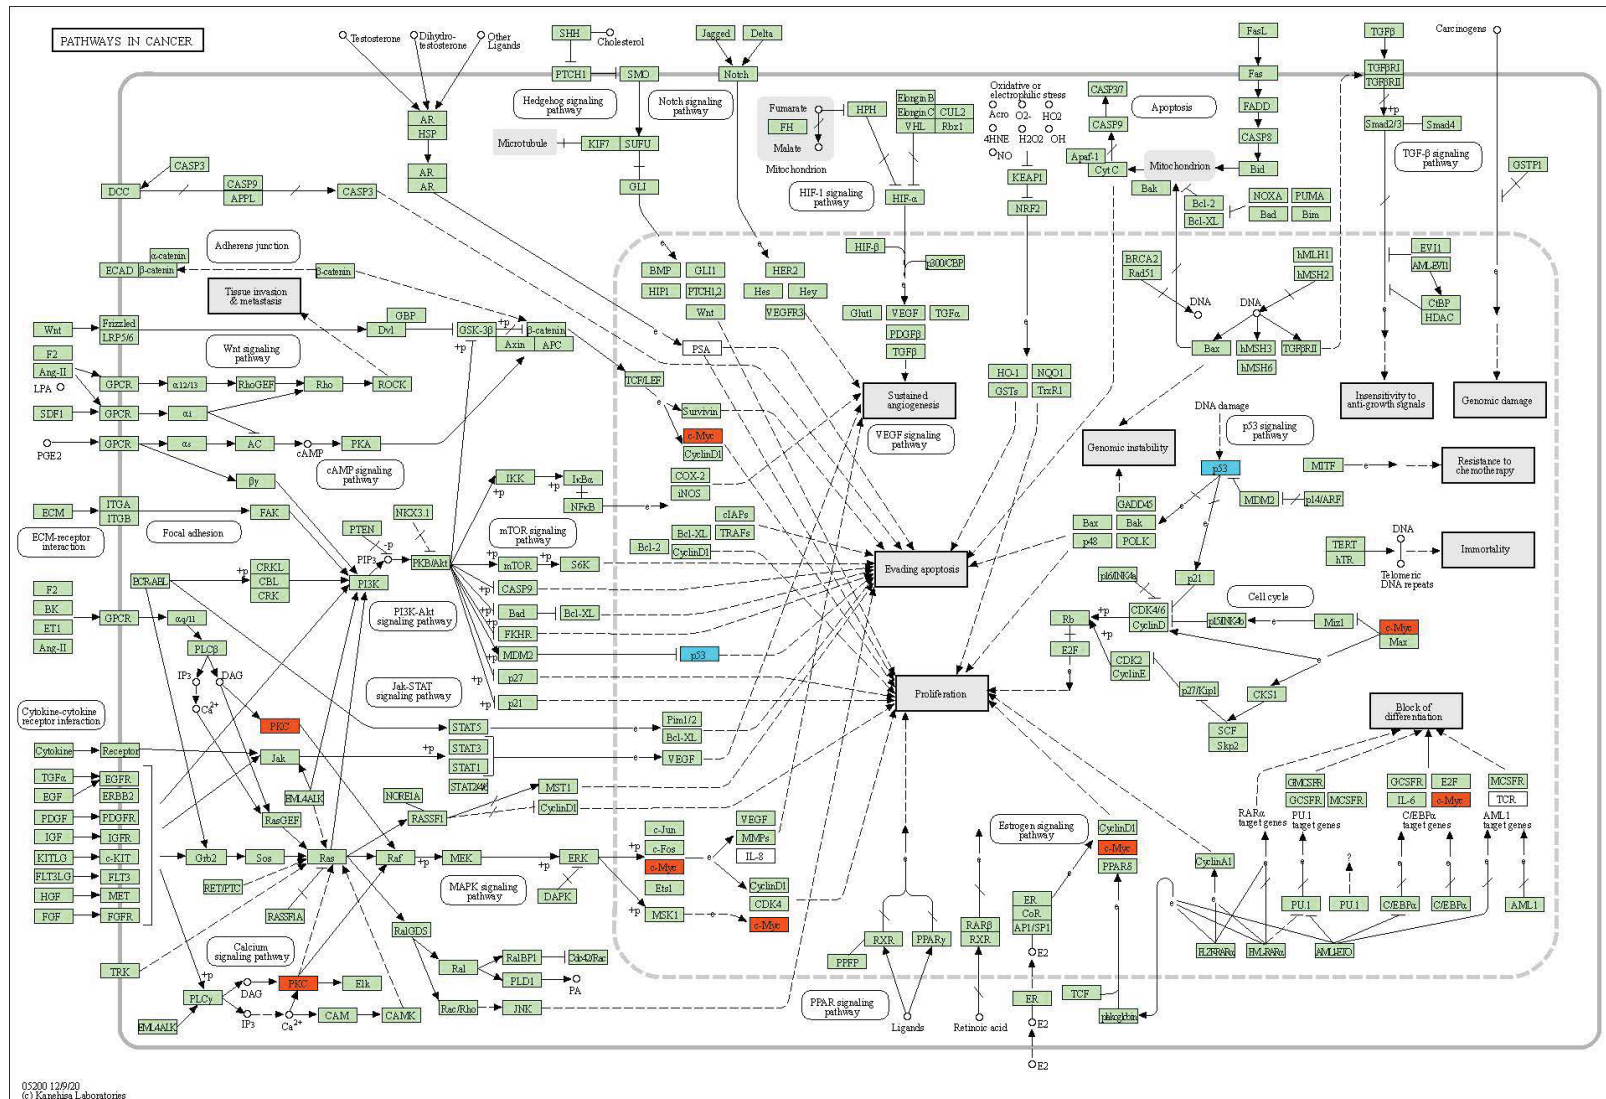 PATHWAYS IN CANCER
Testosterone
Dihydro-
testosterone
Other
Ligands
SHH
Cholesterol
PTCH1
SMO
Hedgehog signaling
pathway
Jagged
Delta
Notch
Notch signaling
pathway
Microtubule
KIF7
SUFU
GLI
Fumarate
FH
Malate
Mitochondrion
HPH
Elongin B
Elongin C
CUL2
VHL
Rbx1
HIF-1 signaling
pathway
HIF-α
Oxidative or
electrophilic stress
Acro
O2-
HO2
4HNE
H2O2
OH
NO
KEAP1
NRF2
CASP3/7
CASP9
Apaf-1
Cyt C
Mitochondrion
Apoptosis
FasL
Fas
FADD
CASP8
Bid
Bak
Bcl-2
Bcl-XL
NOXA
PUMA
Bad
Bim
TGFβ
TGFβRI
TGFβRII
+p
Smad2/3
Smad4
TGF-β signaling
pathway
Carcinogens
GSTP1
AR
HSP
AR
AR
CASP3
DCC
CASP9
APPL
CASP3
Adherens junction
α-catenin
ECAD
β-catenin
β-catenin
Tissue invasion
& metastasis
Wnt
Frizzled
LRP5/6
Dvl
GBP
GSK-3β
+p
β-catenin
Axin
APC
+p
Wnt signaling
pathway
F2
Ang-II
LPA
GPCR
α12/13
RhoGEF
Rho
ROCK
SDF1
GPCR
αi
PGE2
GPCR
αs
AC
cAMP
PKA
cAMP signaling
pathway
βγ
ECM
ITGA
ITGB
FAK
ECM-receptor
interaction
Focal adhesion
PTEN
NKX3.1
PIP3
-p
PKB/Akt
PI3K
BCR-ABL
+p
CRKL
CBL
CRK
PI3K-Akt
signaling pathway
F2
BK
ET1
Ang-II
GPCR
αq/11
PLCβ
IP3
DAG
Ca2+
PKC
Jak-STAT
signaling pathway
Cytokine-cytokine
receptor interaction
Cytokine
Receptor
Jak
+p
STAT5
STAT3
STAT1
+p
IKK
+p
IκBα
NFκB
mTOR signaling
pathway
+p
mTOR
+p
S6K
+p
CASP9
+p
Bad
Bcl-XL
+p
FKHR
+p
MDM2
p53
+p
p27
+p
p21
e
PSA
TCF/LEF
e
Survivin
c-Myc
CyclinD1
COX-2
iNOS
e
cIAPs
Bcl-XL
TRAFs
Bcl-2
CyclinD1
e
BMP
GLI1
HIP1
PTCH1,2
Wnt
e
HER2
Hes
Hey
VEGFR3
HIF-β
p300/CBP
e
Glut1
VEGF
TGFα
PDGFβ
TGFβ
Sustained
angiogenesis
VEGF signaling
pathway
e
HO-1
NQO1
GSTs
TrxR1
BRCA2
Rad51
DNA
hMLH1
hMSH2
DNA
Bax
hMSH3
TGFβRII
hMSH6
EVI1
AML-EVI1
CtBP
HDAC
e
Insensitivity to
anti-growth signals
e
Genomic damage
Genomic instability
DNA damage
p53 signaling
pathway
p53
MDM2
p14/ARF
MITF
e
Resistance to
chemotherapy
GADD45
Bax
Bak
p48
POLK
e
e
DNA
TERT
hTR
Telomeric
DNA repeats
Immortality
Evading apoptosis
p16/INK4a
p21
CDK4/6
CyclinD
p15/INK4b
e
Miz1
Cell cycle
c-Myc
Max
Rb
+p
E2F
+p
CDK2
CyclinE
p27/Kip1
CKS1
e
SCF
Skp2
e
Proliferation
Block of
differentiation
e
Pim1/2
Bcl-XL
e
VEGF
TGFα
EGF
PDGF
IGF
KITLG
FLT3LG
HGF
FGF
EGFR
ERBB2
PDGFR
IGFR
c-KIT
FLT3
MET
FGFR
EML4ALK
RasGEF
NORE1A
RASSF1
MST1
CyclinD1
Grb2
Sos
Ras
Raf
+p
MEK
+p
ERK
+p
DAPK
RET/PTC
RASSF1A
MAPK signaling
pathway
c-Jun
c-Fos
c-Myc
Ets1
e
VEGF
MMPs
IL-8
CyclinD1
CDK4
+p
MSK1
e
c-Myc
TRK
Calcium
signaling pathway
+p
PLCγ
DAG
PKC
Elk
IP3
Ca2+
CAM
CAMK
EML4ALK
RalGDS
Ral
RalBP1
Cdc42/Rac
PLD1
PA
Rac/Rho
JNK
e
RXR
PPARγ
PPFP
PPAR signaling
pathway
Ligands
e
RARβ
RXR
Retinoic acid
Estrogen signaling
pathway
e
ER
CoR
AP1/SP1
E2
ER
E2
E2
CyclinD1
c-Myc
PPARδ
e
TCF
plakoglobin
CyclinA1
e
RARα
target genes
GMCSFR
GCSFR
MCSFR
PU.1
target genes
GCSFR
E2F
IL-6
c-Myc
C/EBPα
target genes
MCSFR
TCR
AML1
target genes
?
e
PU.1
PU.1
C/EBPα
C/EBPα
AML1
PLZF-RARα
PML-RARα
AML1-ETO
05200 12/9/20
(c) Kanehisa Laboratories